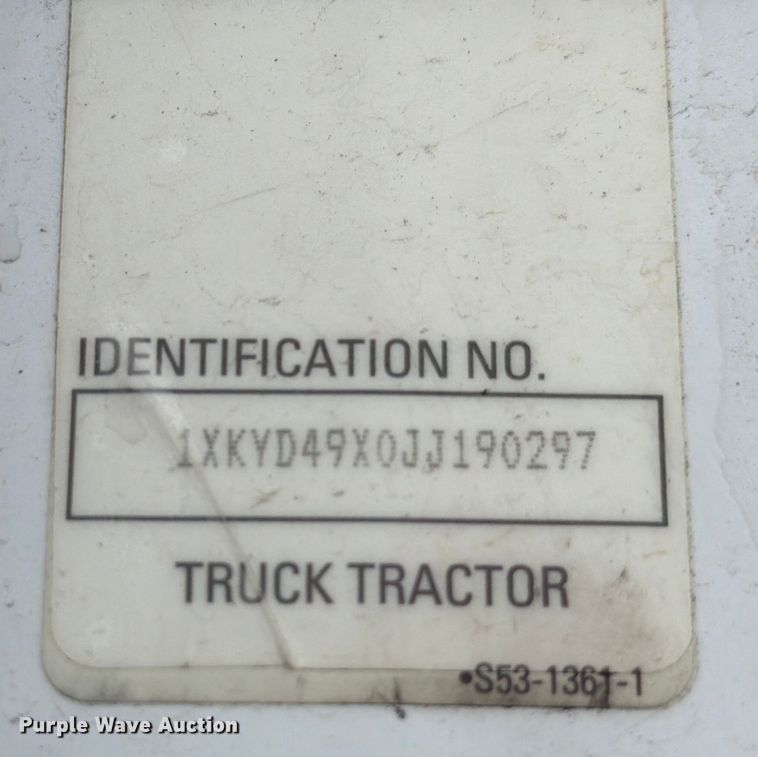 IDENTIFICATION NO.
1XKYD49X0JJ190297
TRUCK TRACTOR
•S53-1361-1
Purple Wave Auction